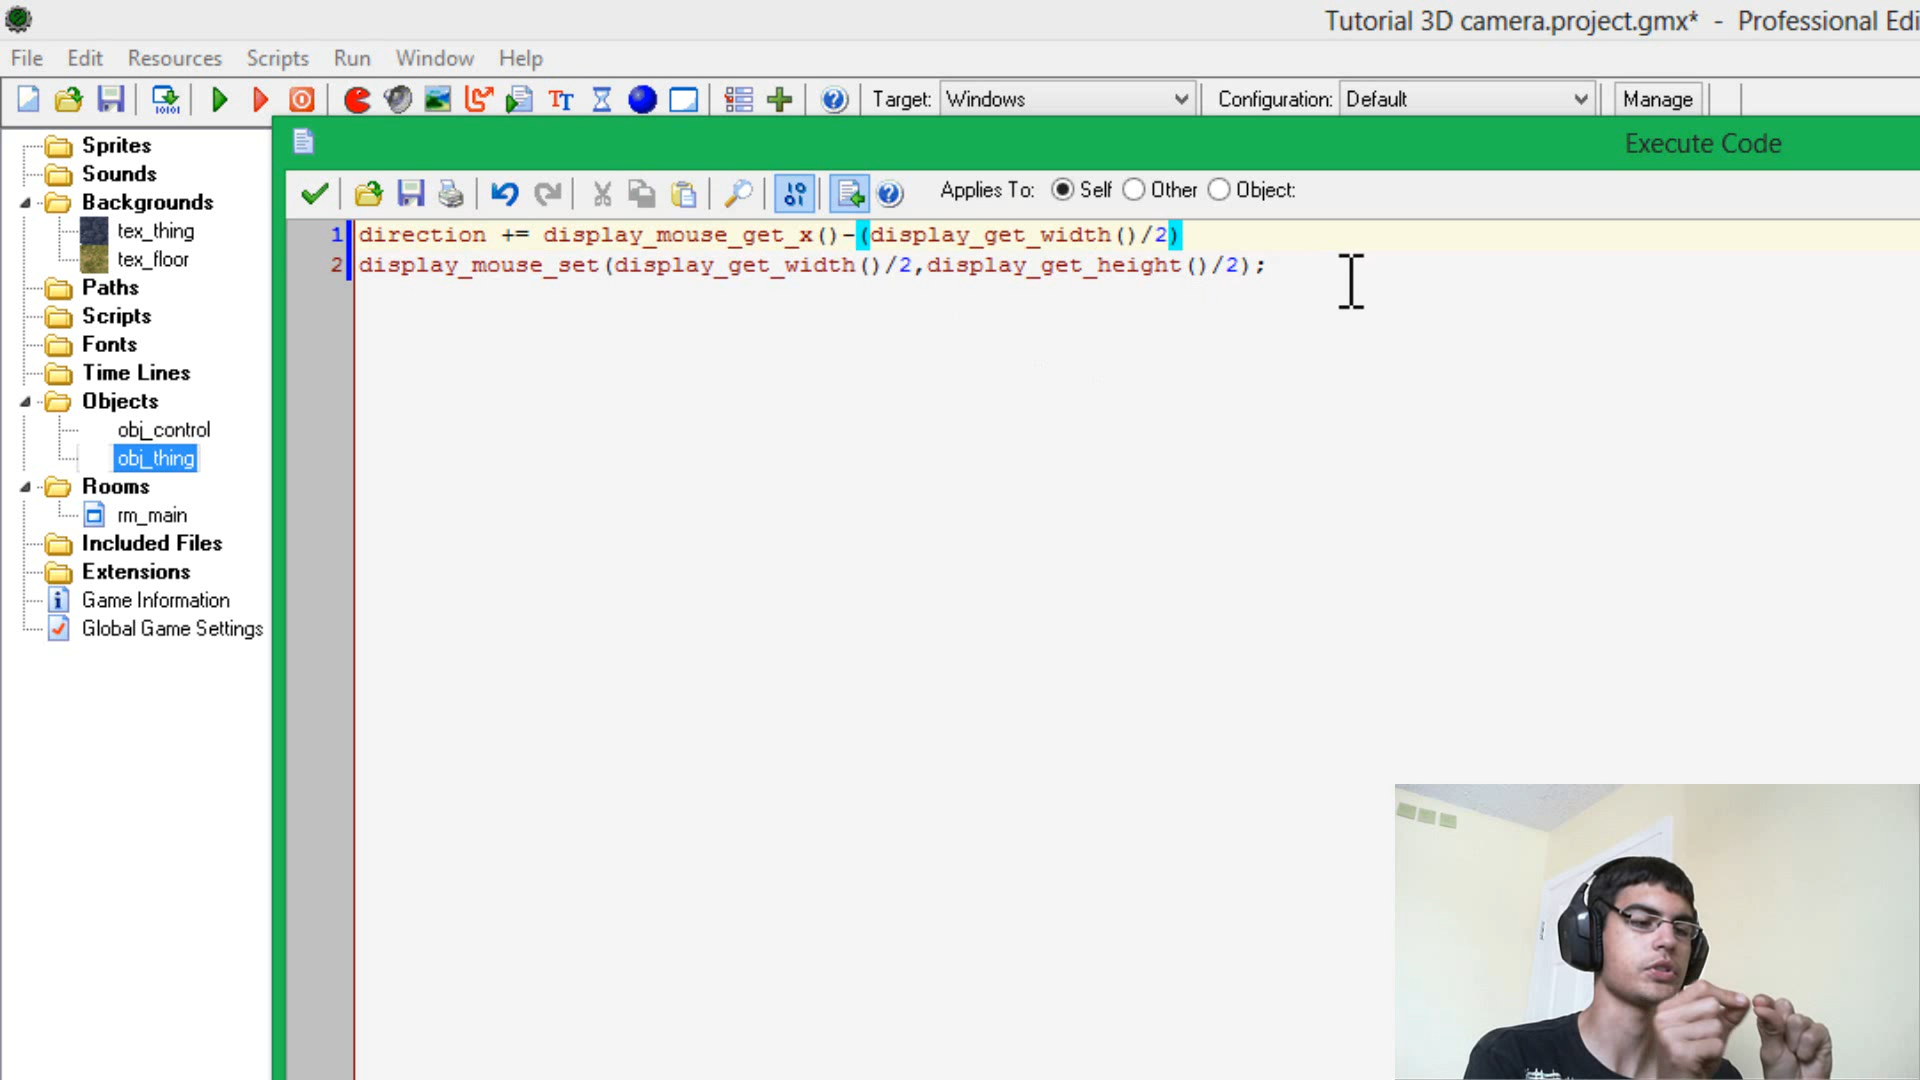 Tutorial 3D camera.project.gmx* - Professional Edi
File Edit Resources Scripts Run Window Help
Target: Windows Configuration: Default Manage
Execute Code
Applies To: Self Other Object:
Sprites
Sounds
Backgrounds
tex_thing
tex_floor
Paths
Scripts
Fonts
Time Lines
Objects
obj_control
obj_thing
Rooms
rm_main
Included Files
Extensions
Game Information
Global Game Settings
1 direction += display_mouse_get_x()-(display_get_width()/2)
2 display_mouse_set(display_get_width()/2,display_get_height()/2);